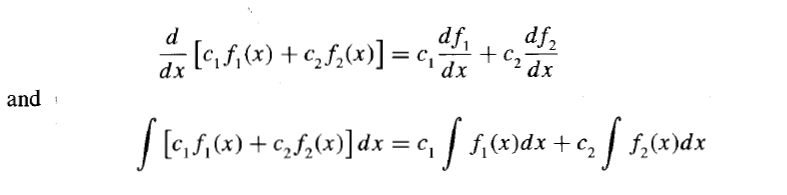 d/dx [c₁f₁(x) + c₂f₂(x)] = c₁ df₁/dx + c₂ df₂/dx
and
∫ [c₁f₁(x) + c₂f₂(x)] dx = c₁ ∫ f₁(x)dx + c₂ ∫ f₂(x)dx